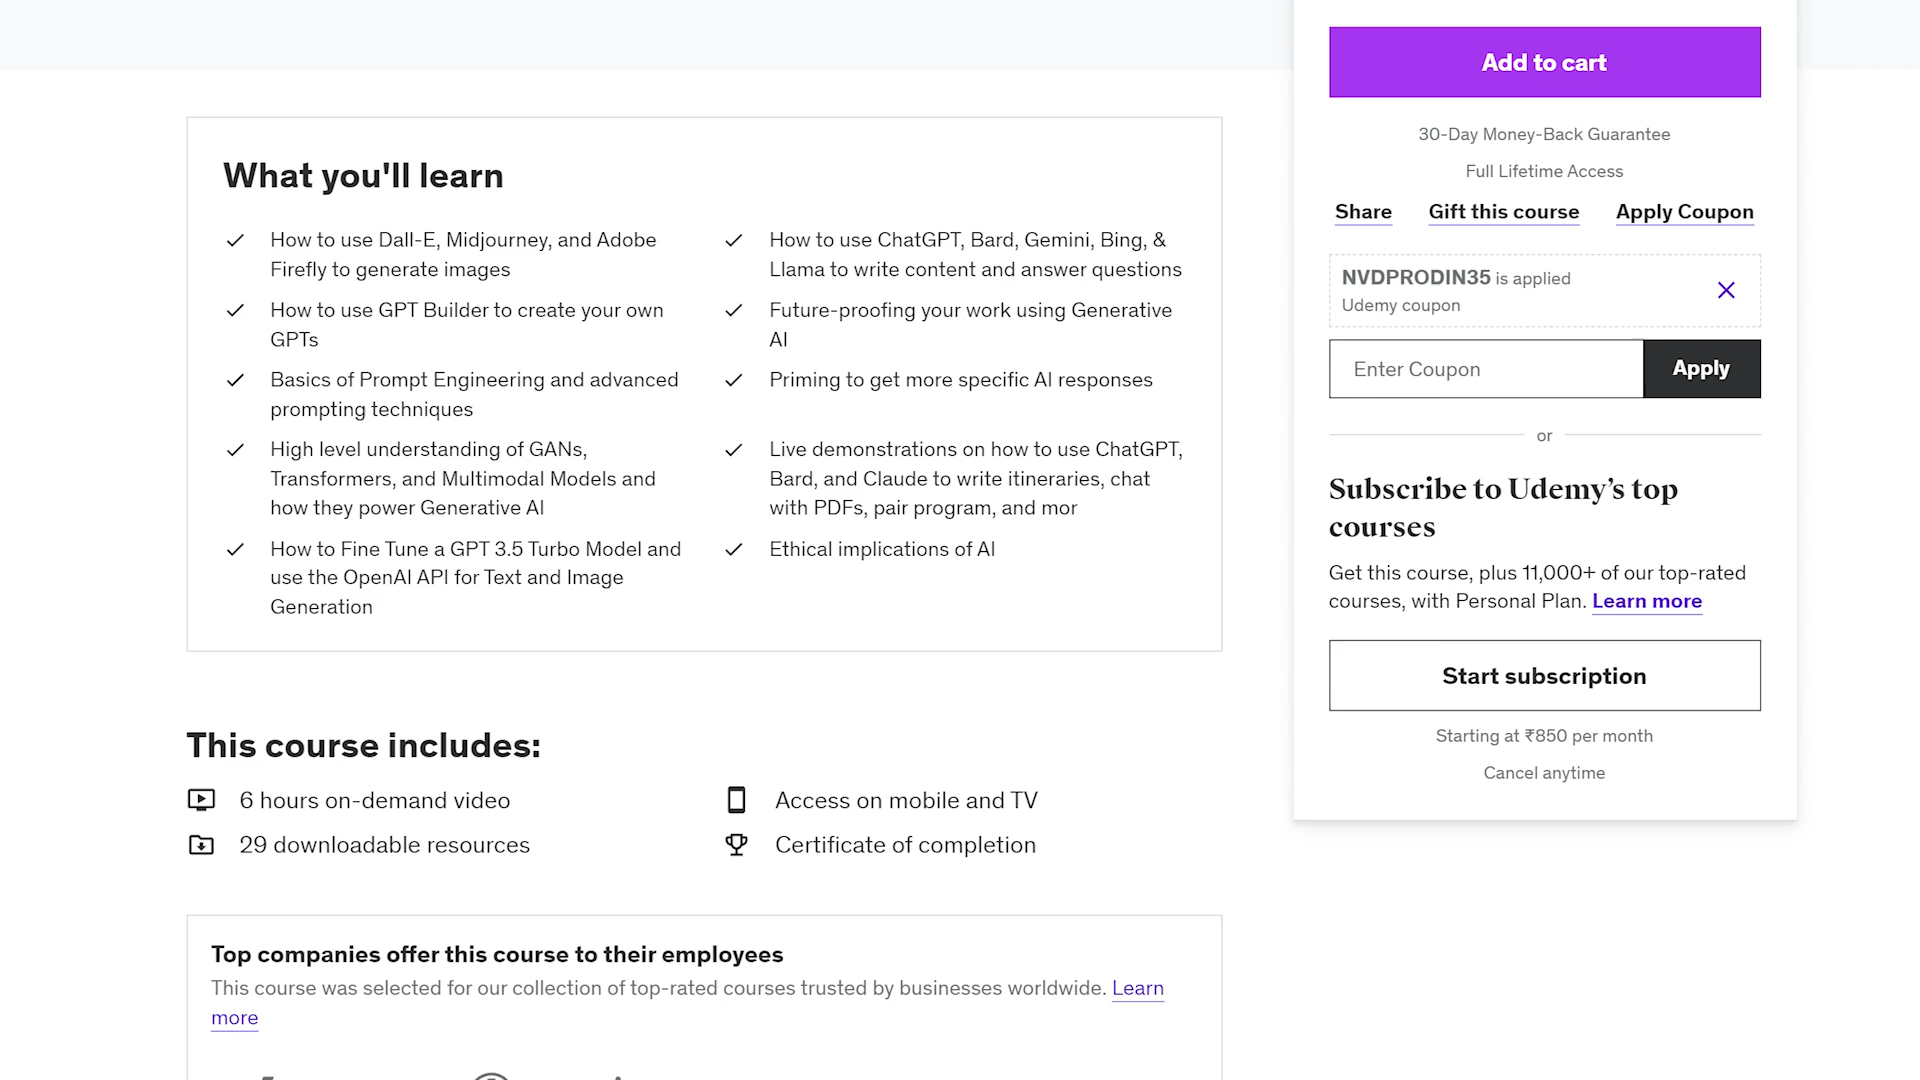 Add to cart
30-Day Money-Back Guarantee
Full Lifetime Access
Share Gift this course Apply Coupon
NVDPRODIN35 is applied
Udemy coupon
Enter Coupon Apply
or
Subscribe to Udemy’s top
courses
Get this course, plus 11,000+ of our top-rated
courses, with Personal Plan. Learn more
Start subscription
Starting at ₹850 per month
Cancel anytime
What you'll learn
How to use Dall-E, Midjourney, and Adobe
Firefly to generate images
How to use ChatGPT, Bard, Gemini, Bing, &
Llama to write content and answer questions
How to use GPT Builder to create your own
GPTs
Future-proofing your work using Generative
AI
Basics of Prompt Engineering and advanced
prompting techniques
Priming to get more specific AI responses
High level understanding of GANs,
Transformers, and Multimodal Models and
how they power Generative AI
Live demonstrations on how to use ChatGPT,
Bard, and Claude to write itineraries, chat
with PDFs, pair program, and mor
How to Fine Tune a GPT 3.5 Turbo Model and
use the OpenAI API for Text and Image
Generation
Ethical implications of AI
This course includes:
6 hours on-demand video
Access on mobile and TV
29 downloadable resources
Certificate of completion
Top companies offer this course to their employees
This course was selected for our collection of top-rated courses trusted by businesses worldwide. Learn
more